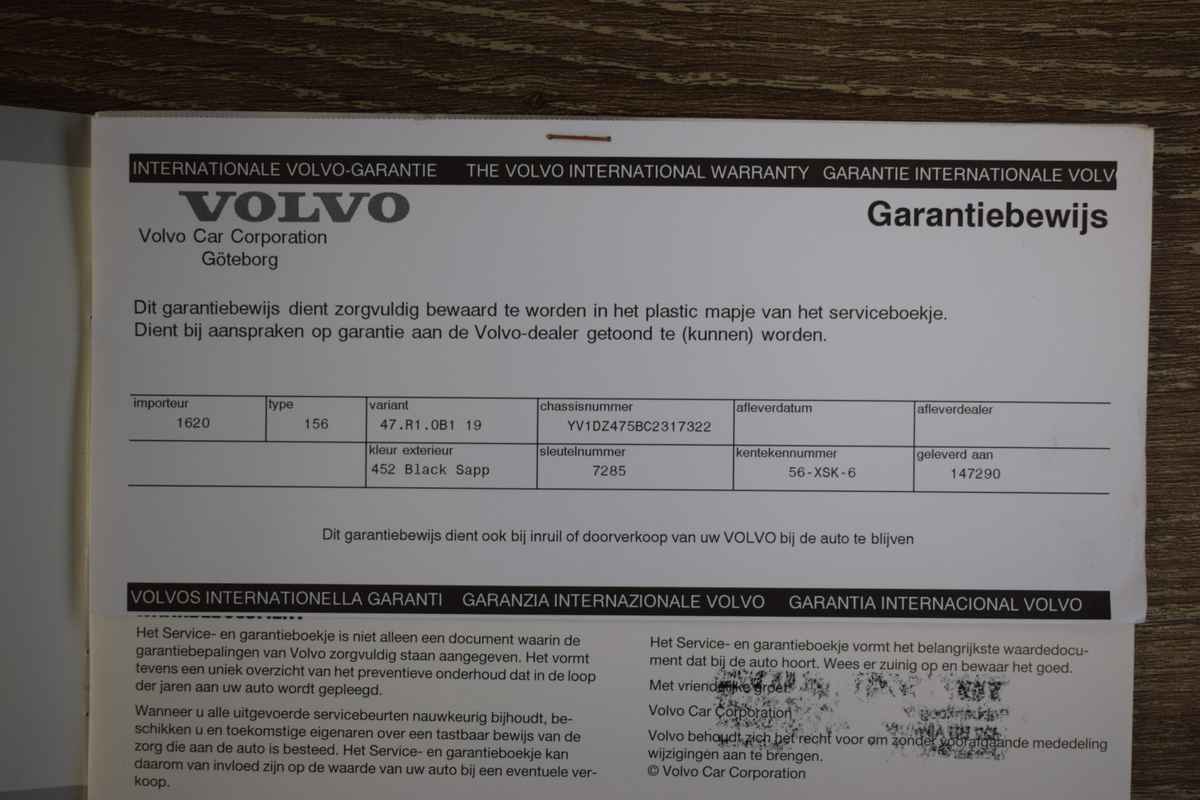 INTERNATIONALE VOLVO-GARANTIE THE VOLVO INTERNATIONAL WARRANTY GARANTIE INTERNATIONALE VOLV
VOLVO
Garantiebewijs
Volvo Car Corporation
Göteborg
Dit garantiebewijs dient zorgvuldig bewaard te worden in het plastic mapje van het serviceboekje.
Dient bij aanspraken op garantie aan de Volvo-dealer getoond te (kunnen) worden.
importeur type variant chassisnummer afleverdatum afleverdealer
1620 156 47.R1.0B1 19 YV1DZ475BC2317322
kleur exterieur sleutelnummer kentekennummer geleverd aan
452 Black Sapp 7285 56-XSK-6 147290
Dit garantiebewijs dient ook bij inruil of doorverkoop van uw VOLVO bij de auto te blijven
VOLVOS INTERNATIONELLA GARANTI GARANZIA INTERNAZIONALE VOLVO GARANTIA INTERNACIONAL VOLVO
Het Service- en garantieboekje is niet alleen een document waarin de
garantiebepalingen van Volvo zorgvuldig staan aangegeven. Het vormt
tevens een uniek overzicht van het preventieve onderhoud dat in de loop
der jaren aan uw auto wordt gepleegd.
Wanneer u alle uitgevoerde servicebeurten nauwkeurig bijhoudt, be-
schikken u en toekomstige eigenaren over een tastbaar bewijs van de
zorg die aan de auto is besteed. Het Service- en garantieboekje kan
daarom van invloed zijn op de waarde van uw auto bij een eventuele ver-
koop.
Het Service- en garantieboekje vormt het belangrijkste waardedocu-
ment dat bij de auto hoort. Wees er zuinig op en bewaar het goed.
Met vriendelijke groet
Volvo Car Corporation
Volvo behoudt zich het recht voor om zonder voorafgaande mededeling
wijzigingen aan te brengen.
© Volvo Car Corporation